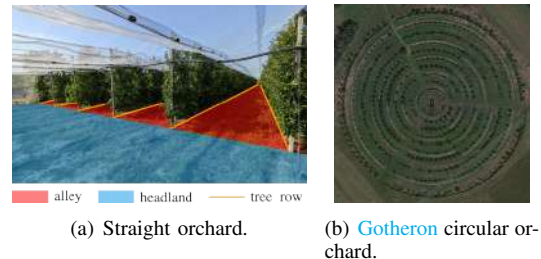 alley headland tree row
(a) Straight orchard.
(b) Gotheron circular or-
chard.